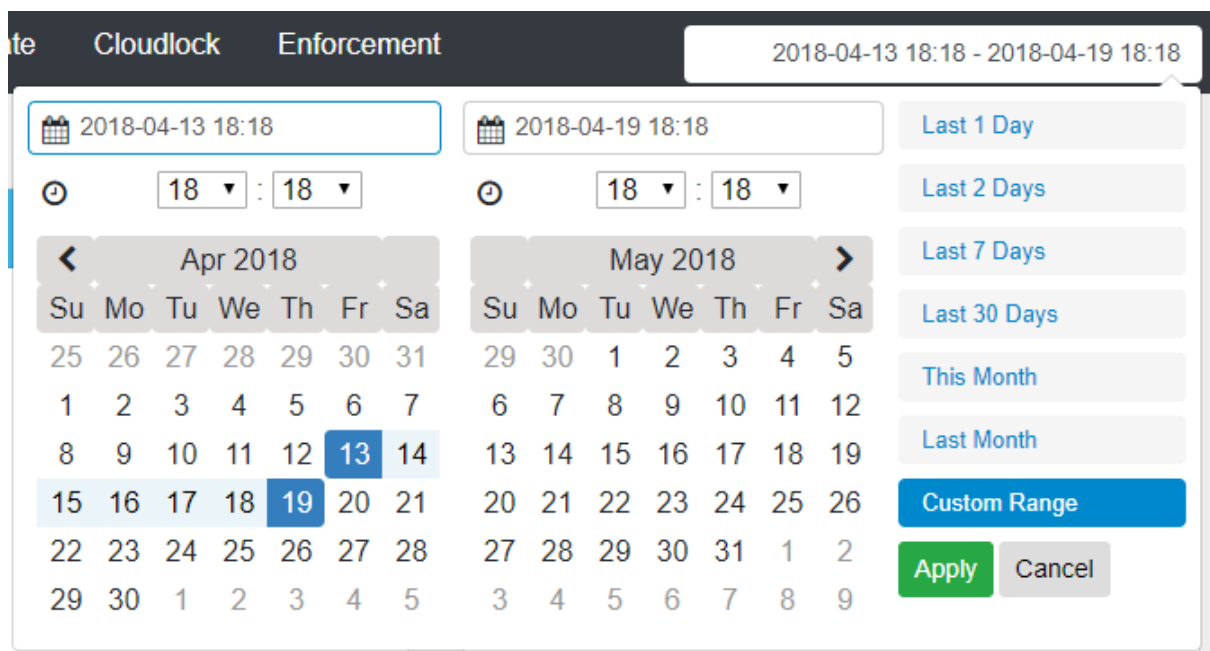 Cloudlock Enforcement 2018-04-13 18:18 - 2018-04-19 18:18
2018-04-13 18:18 2018-04-19 18:18 Last 1 Day
18 : 18 18 : 18 Last 2 Days
Apr 2018 May 2018 Last 7 Days
Su Mo Tu We Th Fr Sa Su Mo Tu We Th Fr Sa Last 30 Days
25 26 27 28 29 30 31 29 30 1 2 3 4 5
This Month
1 2 3 4 5 6 7 6 7 8 9 10 11 12
8 9 10 11 12 13 14 13 14 15 16 17 18 19 Last Month
15 16 17 18 19 20 21 20 21 22 23 24 25 26 Custom Range
22 23 24 25 26 27 28 27 28 29 30 31 1 2
Apply Cancel
29 30 1 2 3 4 5 3 4 5 6 7 8 9